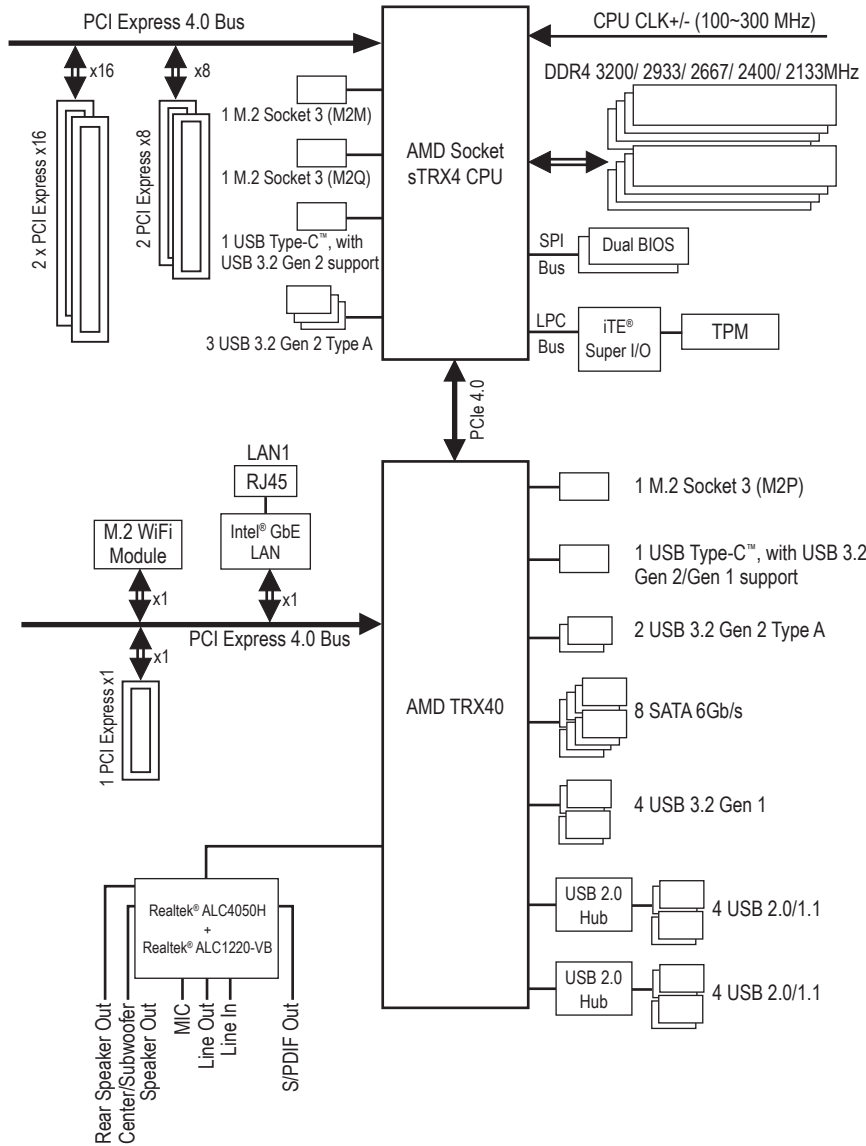 PCI Express 4.0 Bus
CPU CLK+/- (100~300 MHz)
x16
x8
DDR4 3200/ 2933/ 2667/ 2400/ 2133MHz
2 x PCI Express x16
2 PCI Express x8
1 M.2 Socket 3 (M2M)
1 M.2 Socket 3 (M2Q)
1 USB Type-C™, with
USB 3.2 Gen 2 support
3 USB 3.2 Gen 2 Type A
AMD Socket
sTRX4 CPU
SPI
Bus
Dual BIOS
LPC
Bus
iTE®
Super I/O
TPM
PCIe 4.0
LAN1
RJ45
Intel® GbE
LAN
M.2 WiFi
Module
x1
x1
PCI Express 4.0 Bus
x1
1 PCI Express x1
AMD TRX40
1 M.2 Socket 3 (M2P)
1 USB Type-C™, with USB 3.2
Gen 2/Gen 1 support
2 USB 3.2 Gen 2 Type A
8 SATA 6Gb/s
4 USB 3.2 Gen 1
USB 2.0
Hub
4 USB 2.0/1.1
USB 2.0
Hub
4 USB 2.0/1.1
Realtek® ALC4050H
+
Realtek® ALC1220-VB
Rear Speaker Out
Center/Subwoofer
Speaker Out
MIC
Line Out
Line In
S/PDIF Out